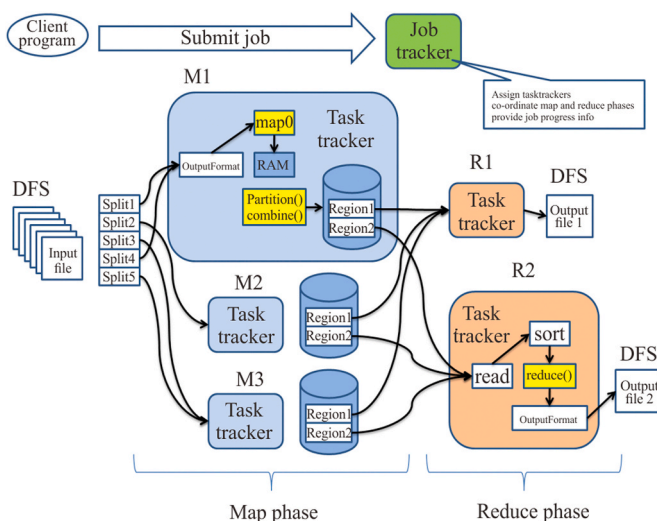 Client
program
Submit job
Job
tracker
Assign tasktrackers
co-ordinate map and reduce phases
provide job progress info
M1
Task
tracker
map0
OutputFormat
RAM
Partition()
combine()
Region1
Region2
DFS
Input
file
Split1
Split2
Split3
Split4
Split5
M2
Task
tracker
Region1
Region2
M3
Task
tracker
Region1
Region2
R1
Task
tracker
DFS
Output
file 1
R2
Task
tracker
sort
read
reduce()
OutputFormat
DFS
Output
file 2
Map phase
Reduce phase